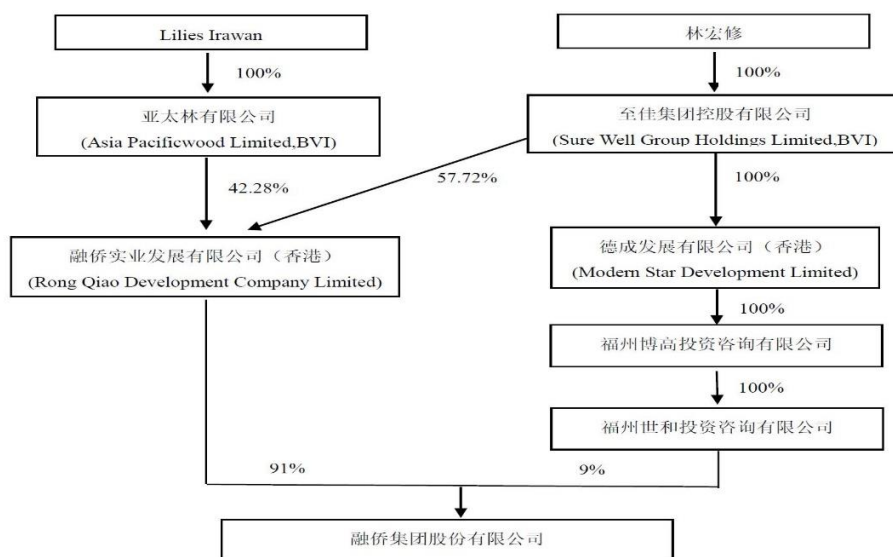 Lilies Irawan
林宏修
100%
100%
亚太林有限公司
(Asia Pacificwood Limited,BVI)
至佳集团控股有限公司
(Sure Well Group Holdings Limited,BVI)
42.28%
57.72%
100%
融侨实业发展有限公司（香港）
(Rong Qiao Development Company Limited)
德成发展有限公司（香港）
(Modern Star Development Limited)
100%
福州博高投资咨询有限公司
100%
福州世和投资咨询有限公司
91%
9%
融侨集团股份有限公司